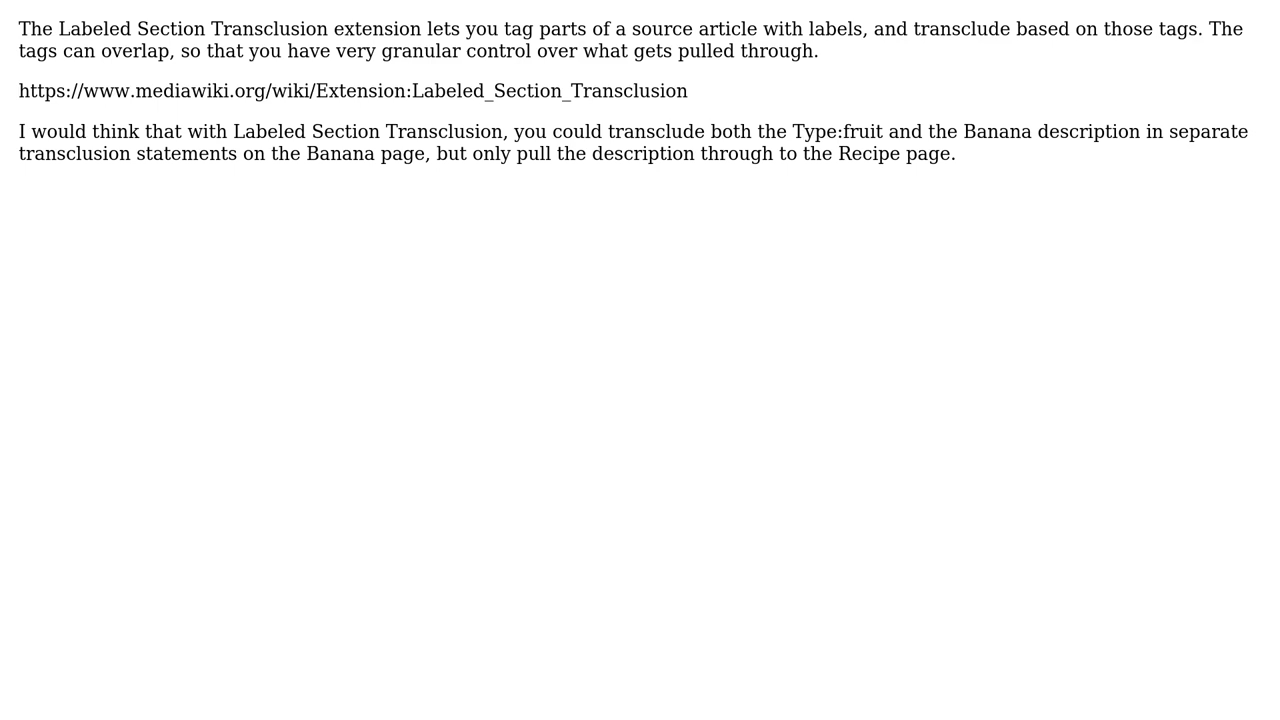 The Labeled Section Transclusion extension lets you tag parts of a source article with labels, and transclude based on those tags. The
tags can overlap, so that you have very granular control over what gets pulled through.
https://www.mediawiki.org/wiki/Extension:Labeled_Section_Transclusion
I would think that with Labeled Section Transclusion, you could transclude both the Type:fruit and the Banana description in separate
transclusion statements on the Banana page, but only pull the description through to the Recipe page.